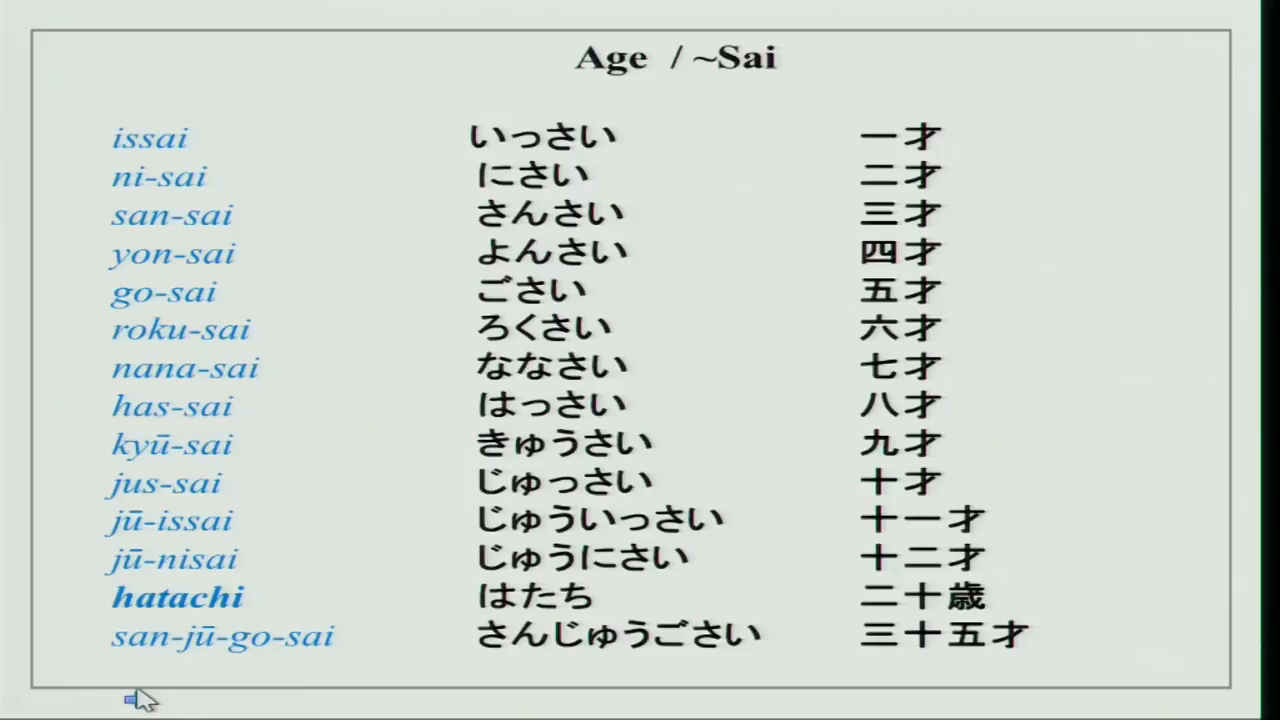 Age / ~Sai
issai いっさい 一才
ni-sai にさい 二才
san-sai さんさい 三才
yon-sai よんさい 四才
go-sai ごさい 五才
roku-sai ろくさい 六才
nana-sai ななさい 七才
has-sai はっさい 八才
kyū-sai きゅうさい 九才
jus-sai じゅっさい 十才
jū-issai じゅういっさい 十一才
jū-nisai じゅうにさい 十二才
hatachi はたち 二十歳
san-jū-go-sai さんじゅうごさい 三十五才